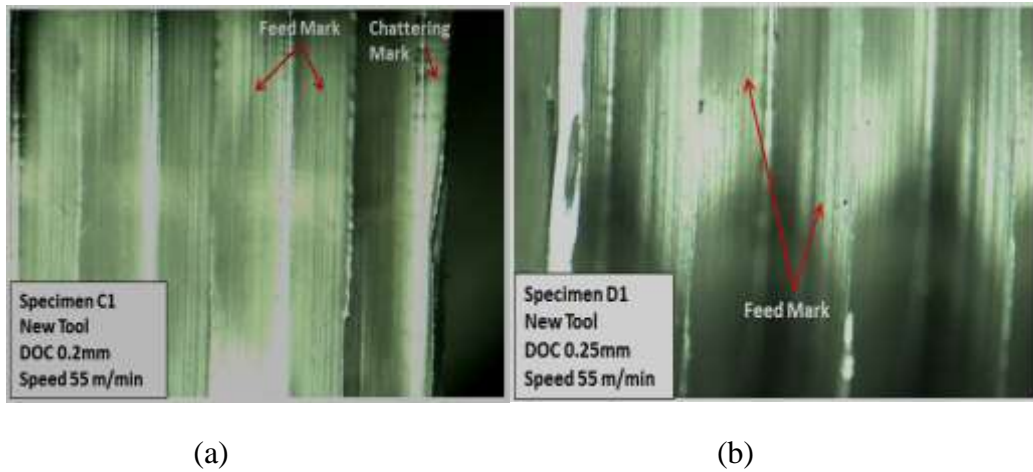 Feed Mark
Chattering
Mark
Specimen C1
New Tool
DOC 0.2mm
Speed 55 m/min
Feed Mark
Specimen D1
New Tool
DOC 0.25mm
Speed 55 m/min
(a)
(b)